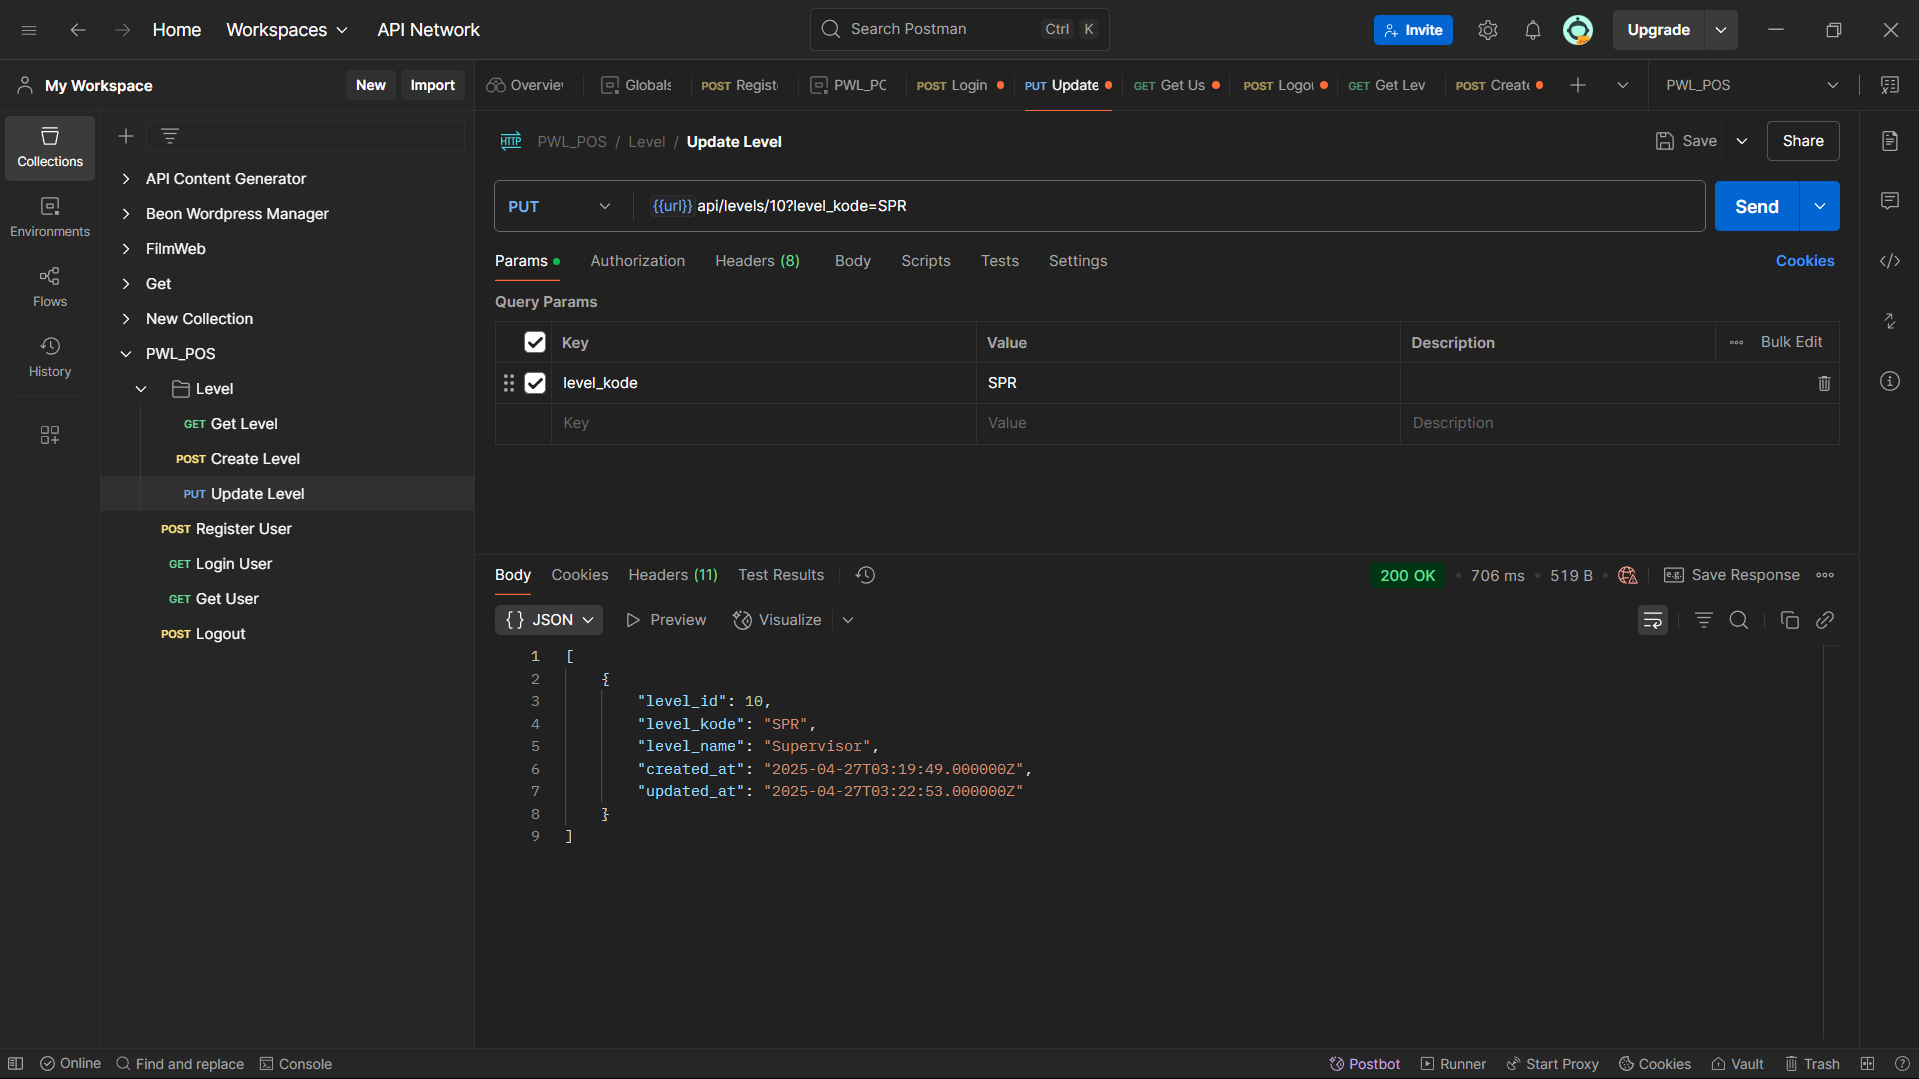 Home Workspaces API Network Search Postman Ctrl K Invite Upgrade
My Workspace New Import Overviev Globals POST Regist PWL_PC POST Login PUT Update GET Get Us POST Logou GET Get Lev POST Create PWL_POS
Collections
Environments
Flows
History
API Content Generator
Beon Wordpress Manager
FilmWeb
Get
New Collection
PWL_POS
Level
GET Get Level
POST Create Level
PUT Update Level
POST Register User
GET Login User
GET Get User
POST Logout
HTTP PWL_POS / Level / Update Level Save Share
PUT {{url}} api/levels/10?level_kode=SPR Send
Params Authorization Headers (8) Body Scripts Tests Settings Cookies
Query Params
Key Value Description Bulk Edit
level_kode SPR
Key Value Description
Body Cookies Headers (11) Test Results 200 OK 706 ms 519 B e.g. Save Response
{} JSON Preview Visualize
1 [
2 {
3 "level_id": 10,
4 "level_kode": "SPR",
5 "level_name": "Supervisor",
6 "created_at": "2025-04-27T03:19:49.000000Z",
7 "updated_at": "2025-04-27T03:22:53.000000Z"
8 }
9 ]
Online Find and replace Console Postbot Runner Start Proxy Cookies Vault Trash